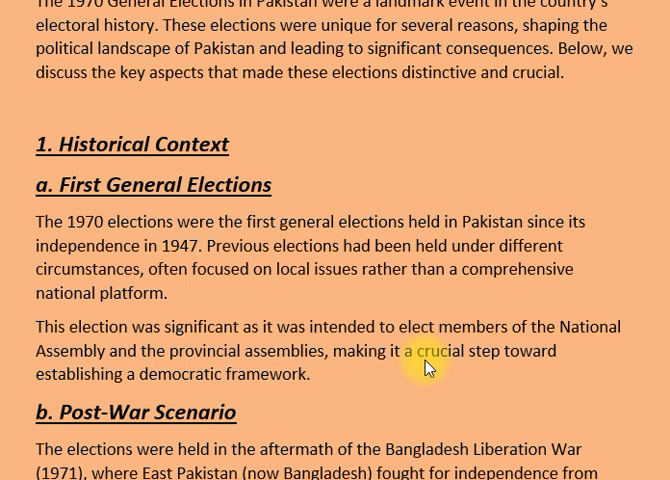 The 1970 General Elections in Pakistan were a landmark event in the country's
electoral history. These elections were unique for several reasons, shaping the
political landscape of Pakistan and leading to significant consequences. Below, we
discuss the key aspects that made these elections distinctive and crucial.
1. Historical Context
a. First General Elections
The 1970 elections were the first general elections held in Pakistan since its
independence in 1947. Previous elections had been held under different
circumstances, often focused on local issues rather than a comprehensive
national platform.
This election was significant as it was intended to elect members of the National
Assembly and the provincial assemblies, making it a crucial step toward
establishing a democratic framework.
b. Post-War Scenario
The elections were held in the aftermath of the Bangladesh Liberation War
(1971), where East Pakistan (now Bangladesh) fought for independence from